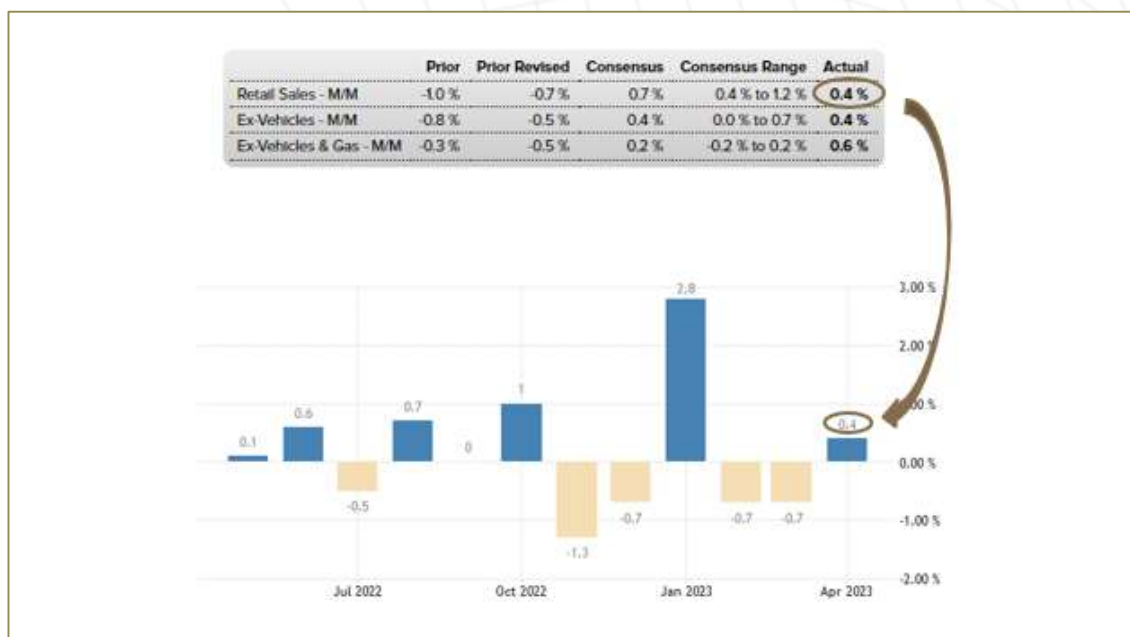 Prior Prior Revised Consensus Consensus Range Actual
Retail Sales - M/M -1.0 % -0.7 % 0.7 % 0.4 % to 1.2 % 0.4 %
Ex-Vehicles - M/M -0.8 % -0.5 % 0.4 % 0.0 % to 0.7 % 0.4 %
Ex-Vehicles & Gas - M/M -0.3 % -0.5 % 0.2 % -0.2 % to 0.2 % 0.6 %
2.8 3.00 %
2.00 %
1
0.7
0.6
0.4
0.1
0
0.00 %
-0.5
-0.7 -0.7 -0.7
-1.00 %
-1.3
-2.00 %
Jul 2022 Oct 2022 Jan 2023 Apr 2023